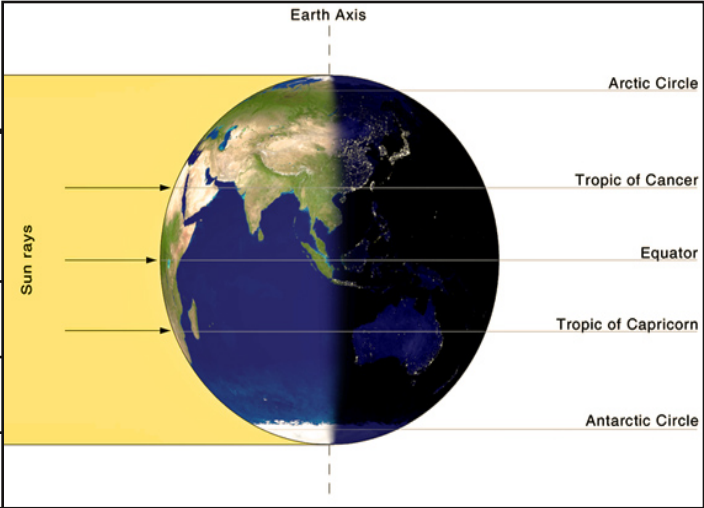 Earth Axis
Arctic Circle
Tropic of Cancer
Sun rays
Equator
Tropic of Capricorn
Antarctic Circle